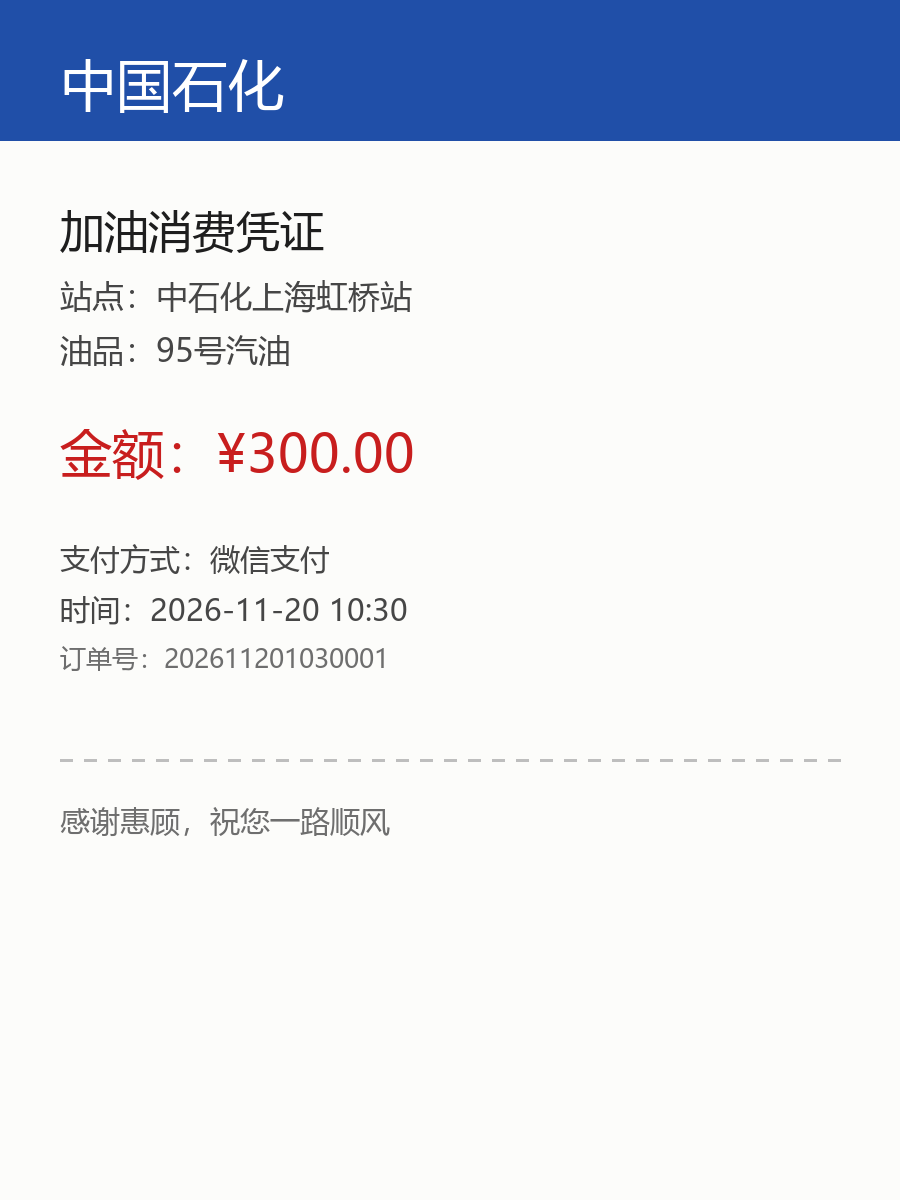 中国石化
加油消费凭证
站点：中石化上海虹桥站
油品：95号汽油
金额：¥300.00
支付方式：微信支付
时间：2026-11-20 10:30
订单号：202611201030001
感谢惠顾，祝您一路顺风